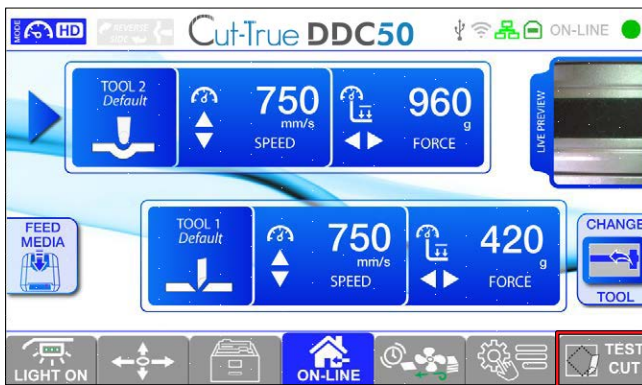 MODE HD REVERSE SIDE Cut-True DDC50 ON-LINE
TOOL 2
Default
750
mm/s
SPEED
960
g
FORCE
LIVE PREVIEW
FEED
MEDIA
TOOL 1
Default
750
mm/s
SPEED
420
g
FORCE
CHANGE
TOOL
LIGHT ON
ON-LINE
TEST
CUT